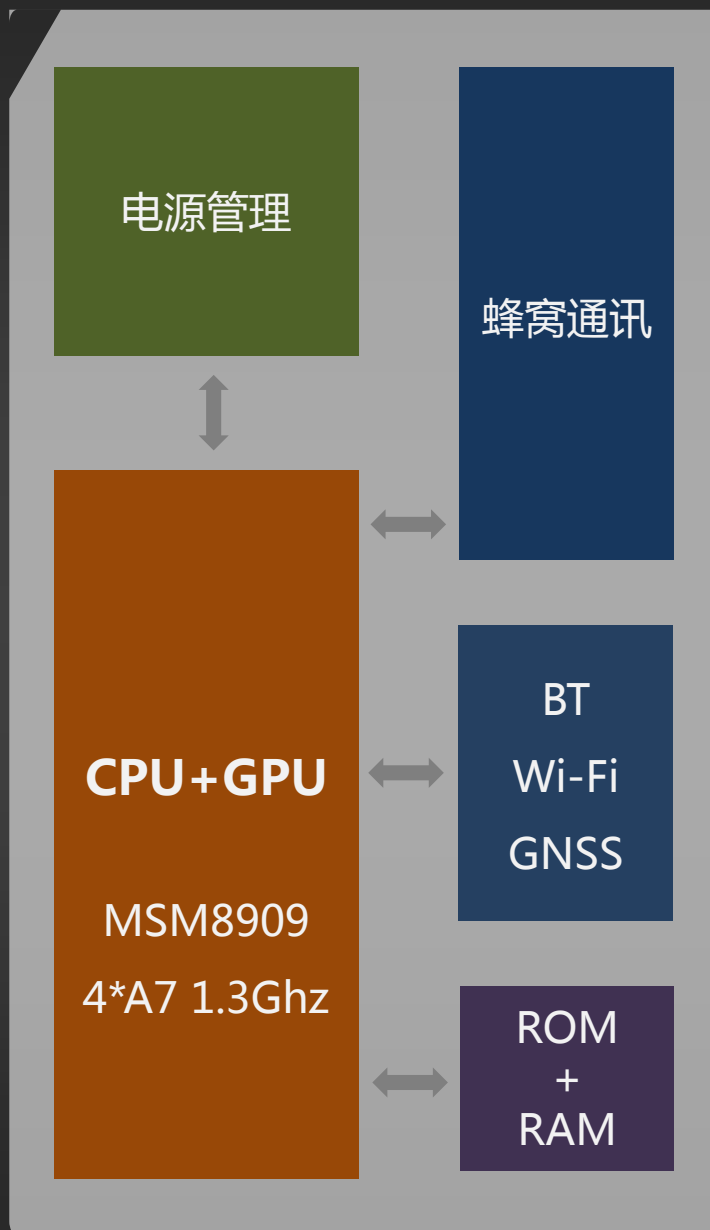 电源管理
蜂窝通讯
CPU+GPU
MSM8909
4*A7 1.3Ghz
BT
Wi-Fi
GNSS
ROM
+
RAM